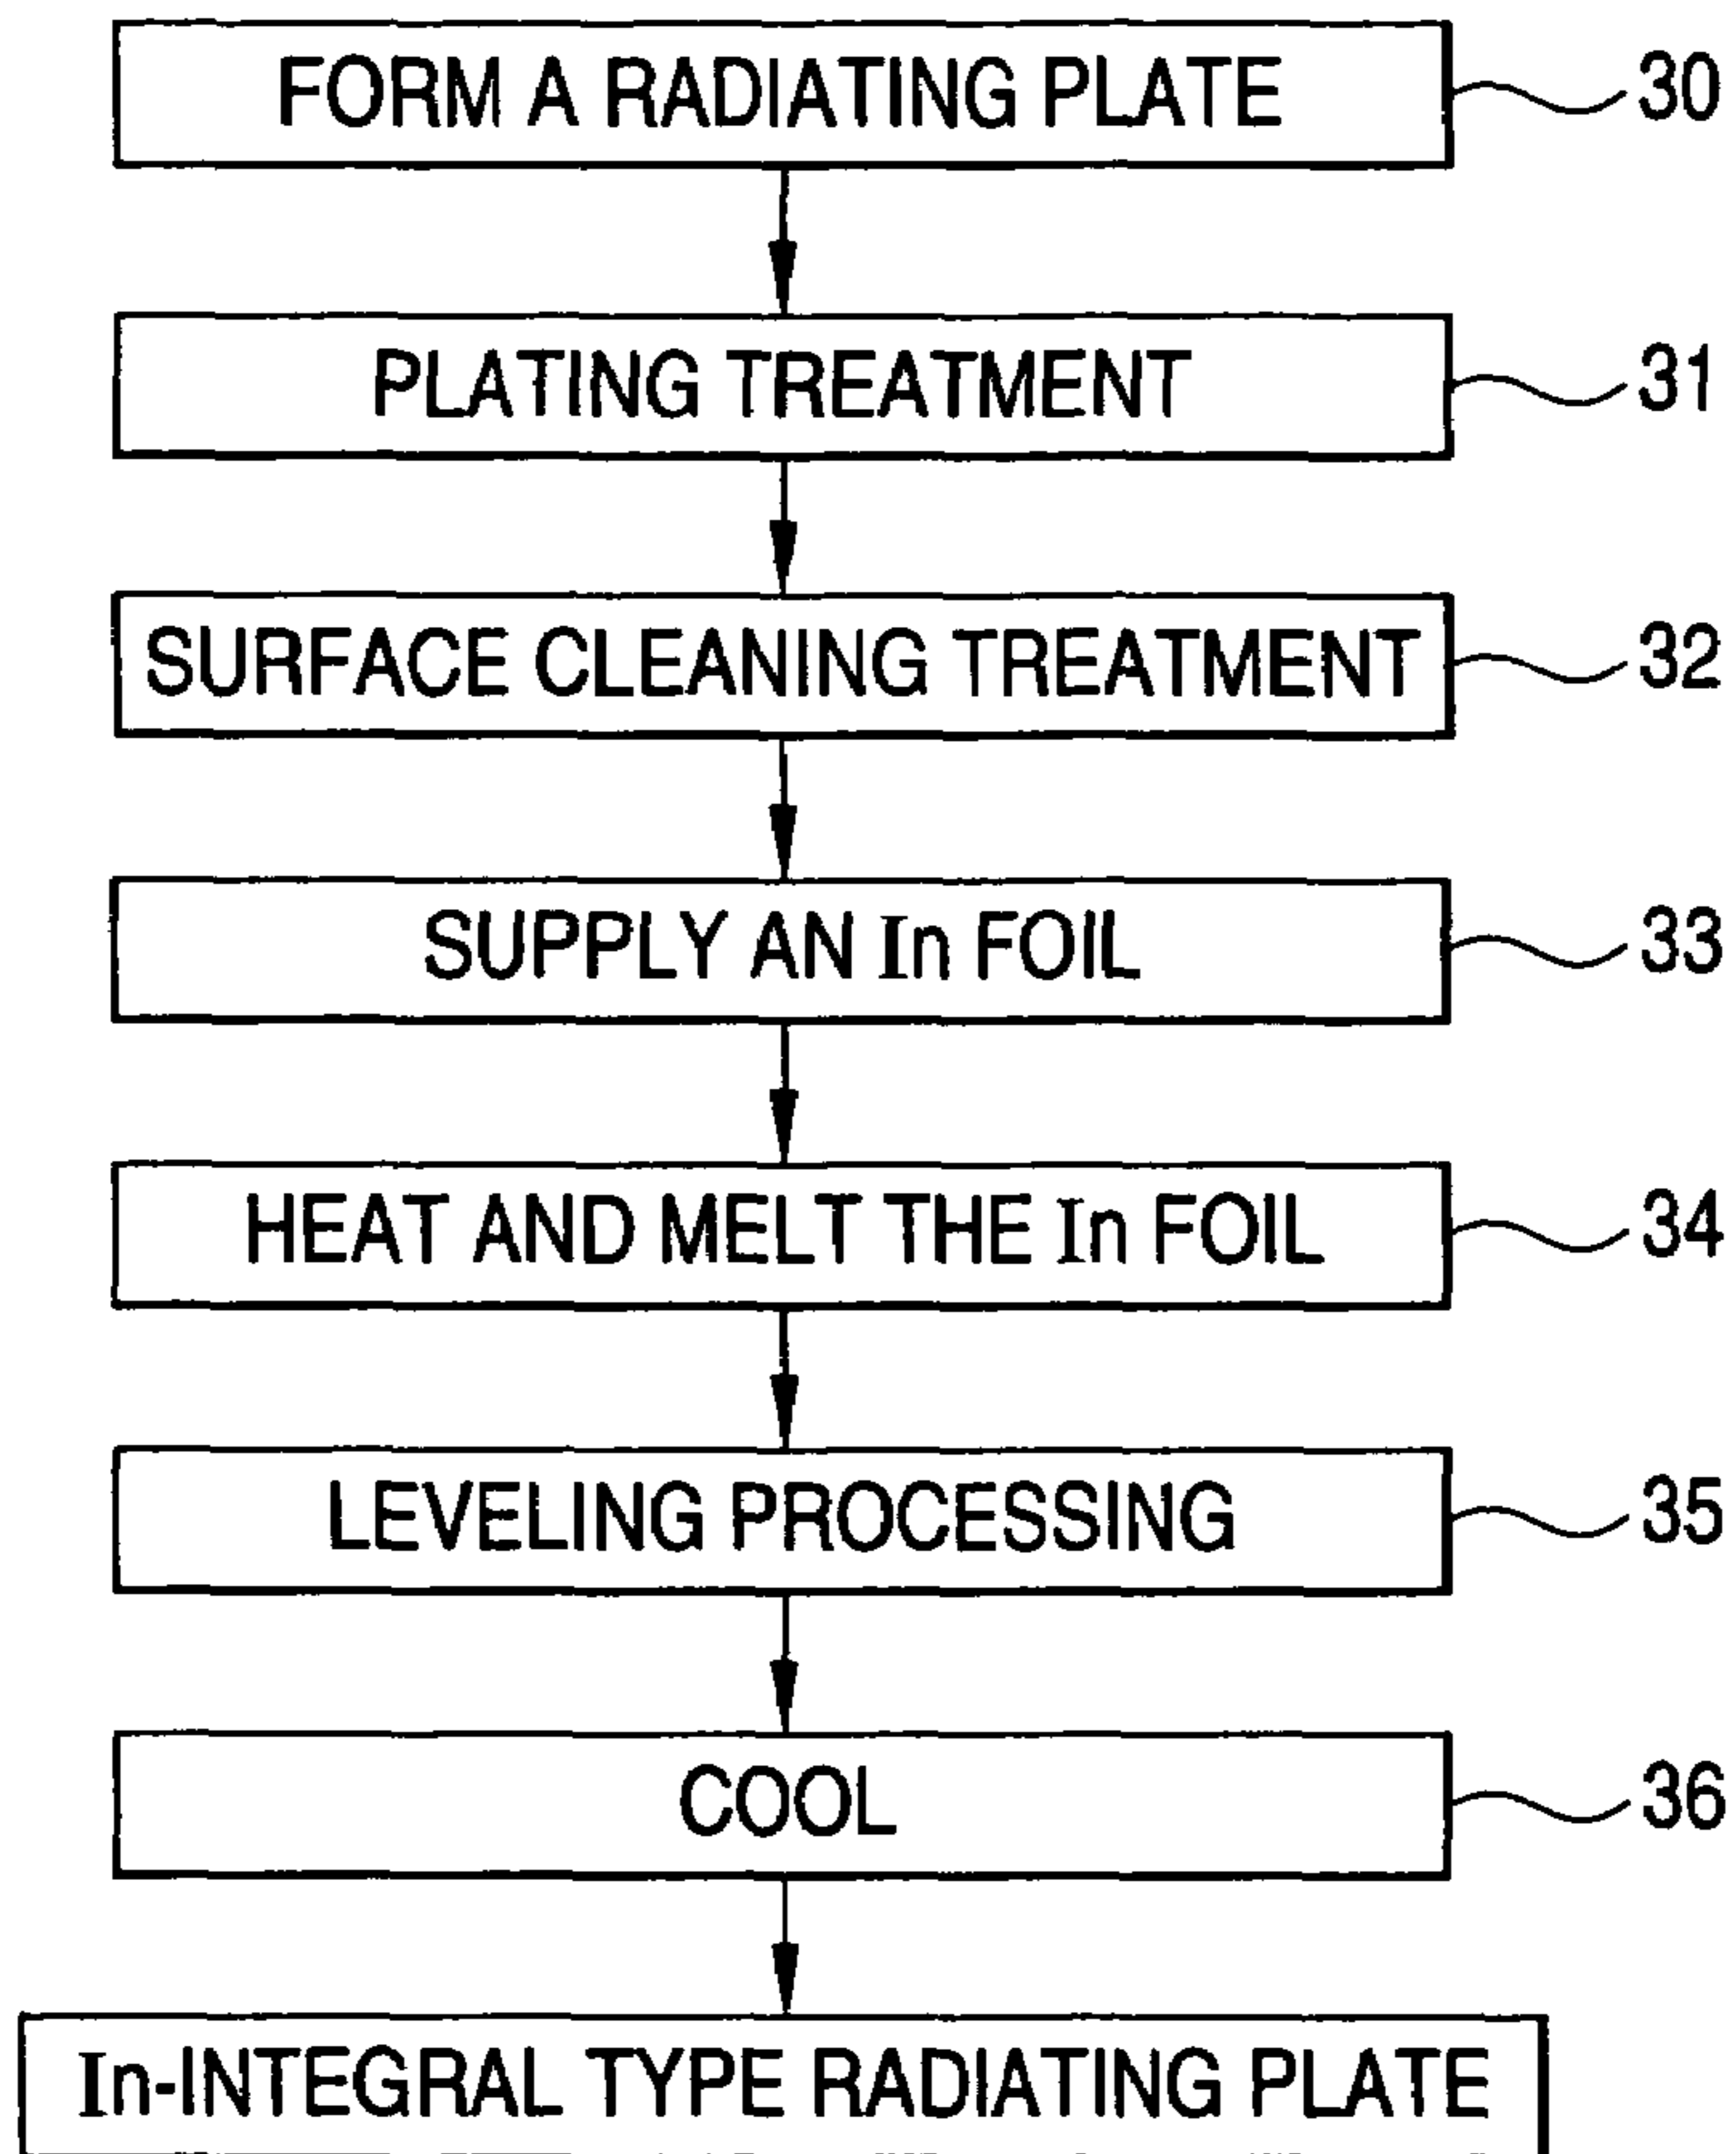 FORM A RADIATING PLATE 30
PLATING TREATMENT 31
SURFACE CLEANING TREATMENT 32
SUPPLY AN In FOIL 33
HEAT AND MELT THE In FOIL 34
LEVELING PROCESSING 35
COOL 36
In-INTEGRAL TYPE RADIATING PLATE